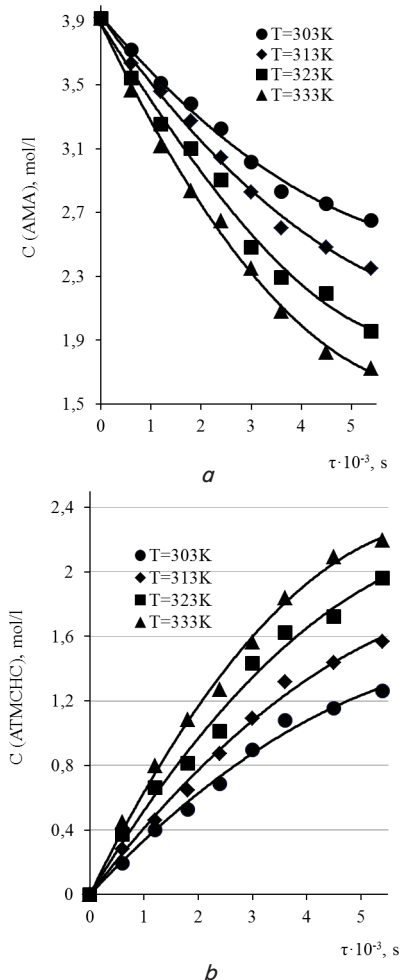 3,9
3,5
3,1
2,7
2,3
1,9
1,5
C (AMA), mol/l
T=303K
T=313K
T=323K
T=333K
0 1 2 3 4 5
τ·10⁻³, s
a
2,4
2
1,6
1,2
0,8
0,4
0
C (ATMCHC), mol/l
T=303K
T=313K
T=323K
T=333K
0 1 2 3 4 5
τ·10⁻³, s
b